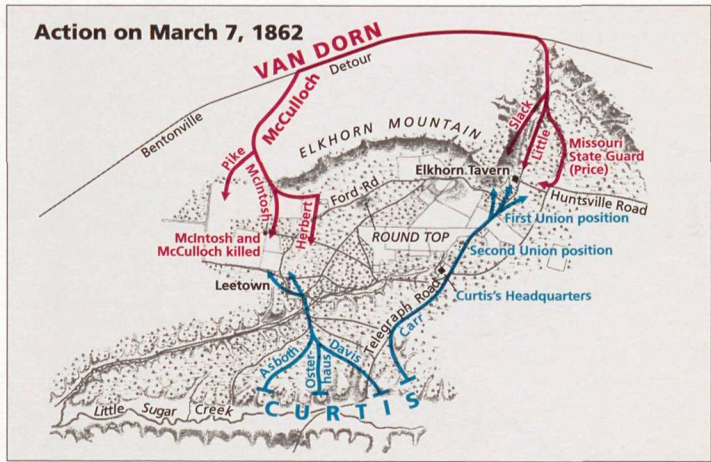 Action on March 7, 1862
VAN DORN
Detour
McCulloch
Bentonville
ELKHORN MOUNTAIN
Slack
Little
Missouri
State Guard
(Price)
Pike
McIntosh
Herbert
Ford Rd
Elkhorn Tavern
Huntsville Road
First Union position
McIntosh and
McCulloch killed
ROUND TOP
Second Union position
Leetown
Curtis's Headquarters
Telegraph Road
Carr
Asboth
Oster-
haus
Davis
CURTIS
Little Sugar Creek